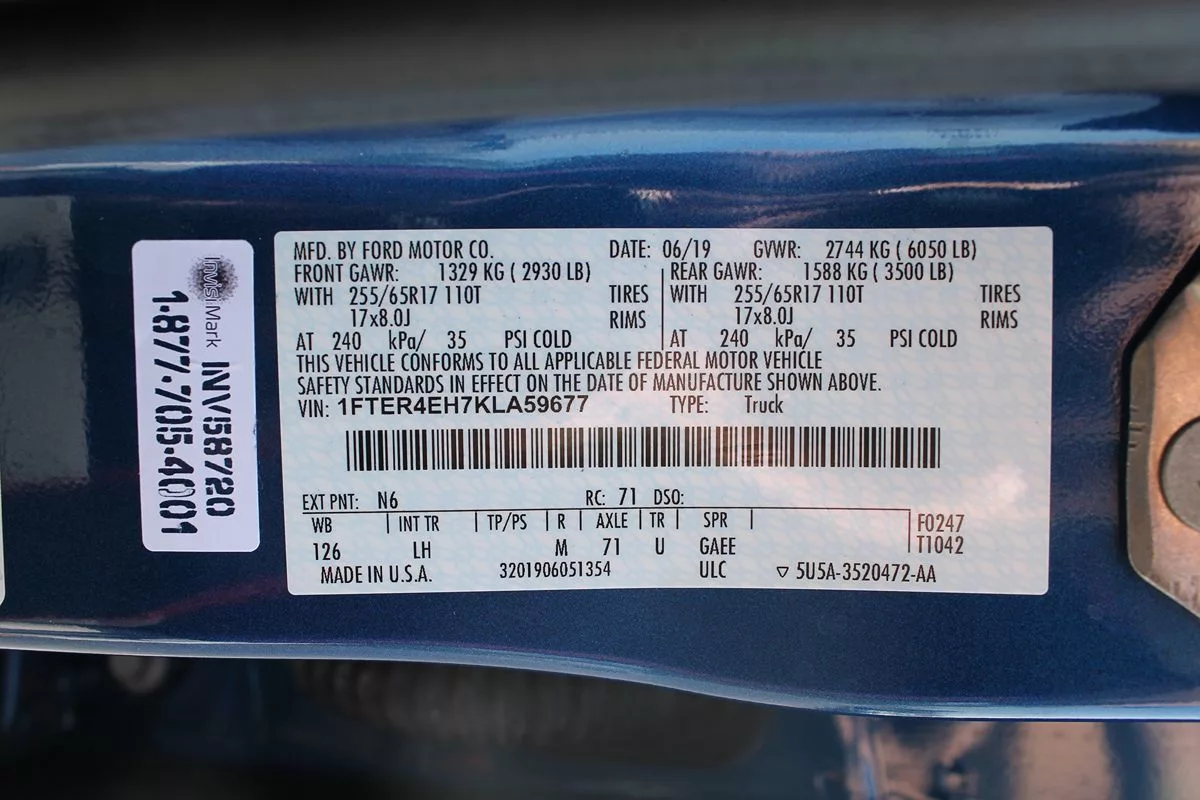 InvisiMark
INV58720
1-877-705-4001
MFD. BY FORD MOTOR CO. DATE: 06/19 GVWR: 2744 KG ( 6050 LB)
FRONT GAWR: 1329 KG ( 2930 LB) REAR GAWR: 1588 KG ( 3500 LB)
WITH 255/65R17 110T TIRES WITH 255/65R17 110T TIRES
17x8.0J RIMS 17x8.0J RIMS
AT 240 kPa/ 35 PSI COLD AT 240 kPa/ 35 PSI COLD
THIS VEHICLE CONFORMS TO ALL APPLICABLE FEDERAL MOTOR VEHICLE
SAFETY STANDARDS IN EFFECT ON THE DATE OF MANUFACTURE SHOWN ABOVE.
VIN: 1FTER4EH7KLA59677 TYPE: Truck
EXT PNT: N6 RC: 71 DSO:
WB INT TR TP/PS R AXLE TR SPR F0247
126 LH M 71 U GAEE T1042
MADE IN U.S.A. 3201906051354 ULC ▽ 5U5A-3520472-AA